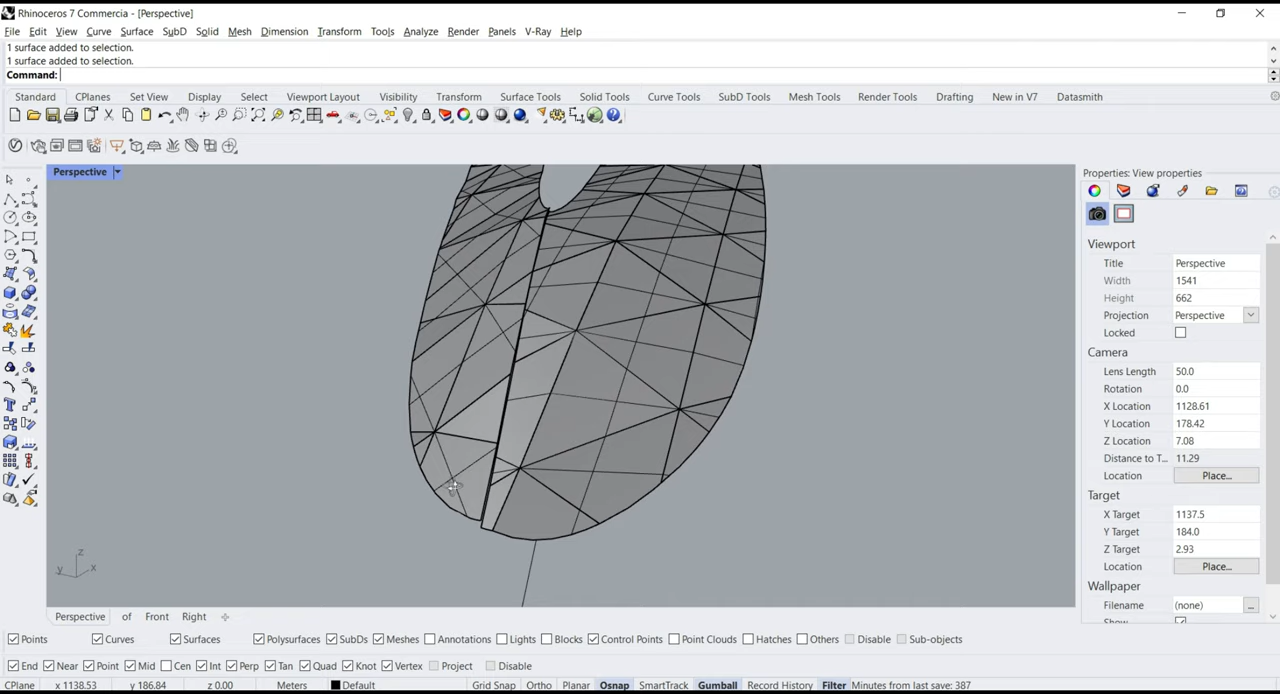 Rhinoceros 7 Commercia - [Perspective]
File Edit View Curve Surface SubD Solid Mesh Dimension Transform Tools Analyze Render Panels V-Ray Help
1 surface added to selection.
1 surface added to selection.
Command:
Standard CPlanes Set View Display Select Viewport Layout Visibility Transform Surface Tools Solid Tools Curve Tools SubD Tools Mesh Tools Render Tools Drafting New in V7 Datasmith
Perspective
Properties: View properties
Viewport
Title Perspective
Width 1541
Height 662
Projection Perspective
Locked
Camera
Lens Length 50.0
Rotation 0.0
X Location 1128.61
Y Location 178.42
Z Location 7.08
Distance to T... 11.29
Location Place...
Target
X Target 1137.5
Y Target 184.0
Z Target 2.93
Location Place...
Wallpaper
Filename (none) ...
Show
z
y x
Perspective of Front Right
Points Curves Surfaces Polysurfaces SubDs Meshes Annotations Lights Blocks Control Points Point Clouds Hatches Others Disable Sub-objects
End Near Point Mid Cen Int Perp Tan Quad Knot Vertex Project Disable
CPlane x 1138.53 y 186.84 z 0.00 Meters Default Grid Snap Ortho Planar Osnap SmartTrack Gumball Record History Filter Minutes from last save: 387